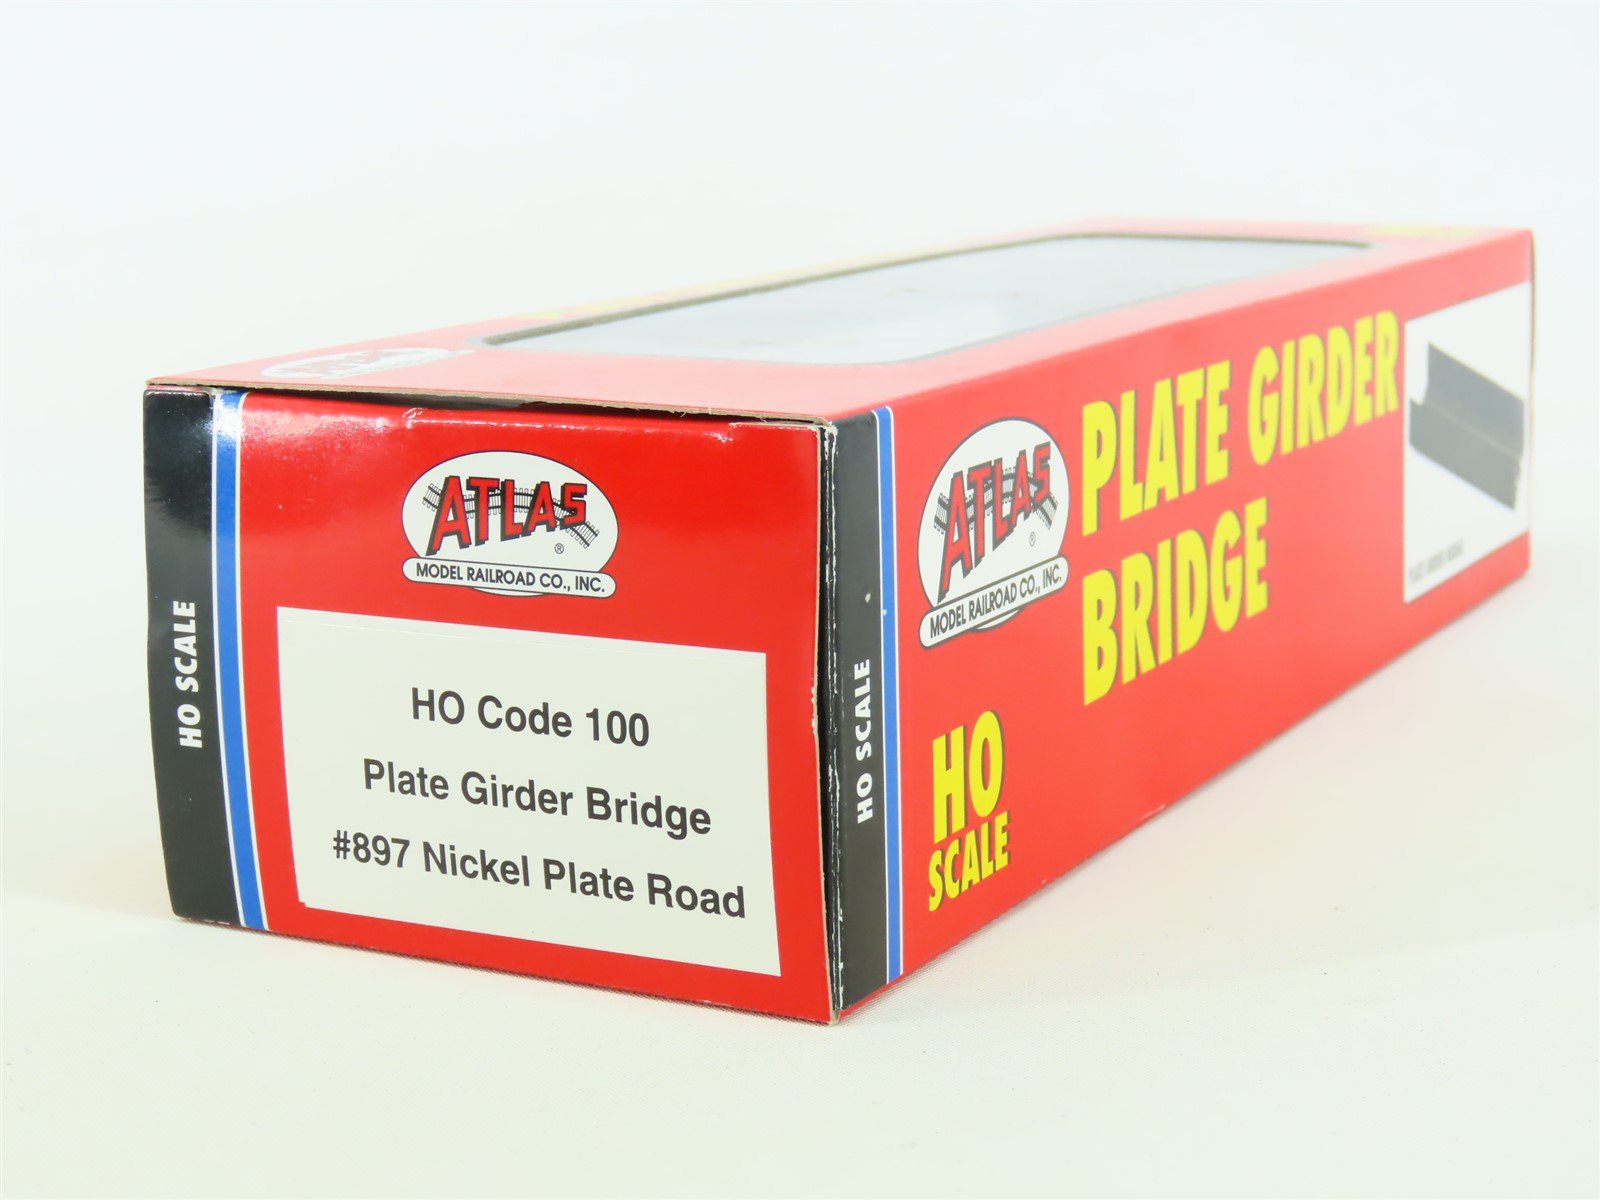 ATLAS
®
MODEL RAILROAD CO., INC.
HO SCALE
HO Code 100
Plate Girder Bridge
#897 Nickel Plate Road
HO SCALE
ATLAS
®
MODEL RAILROAD CO., INC.
PLATE GIRDER
BRIDGE
HO
SCALE